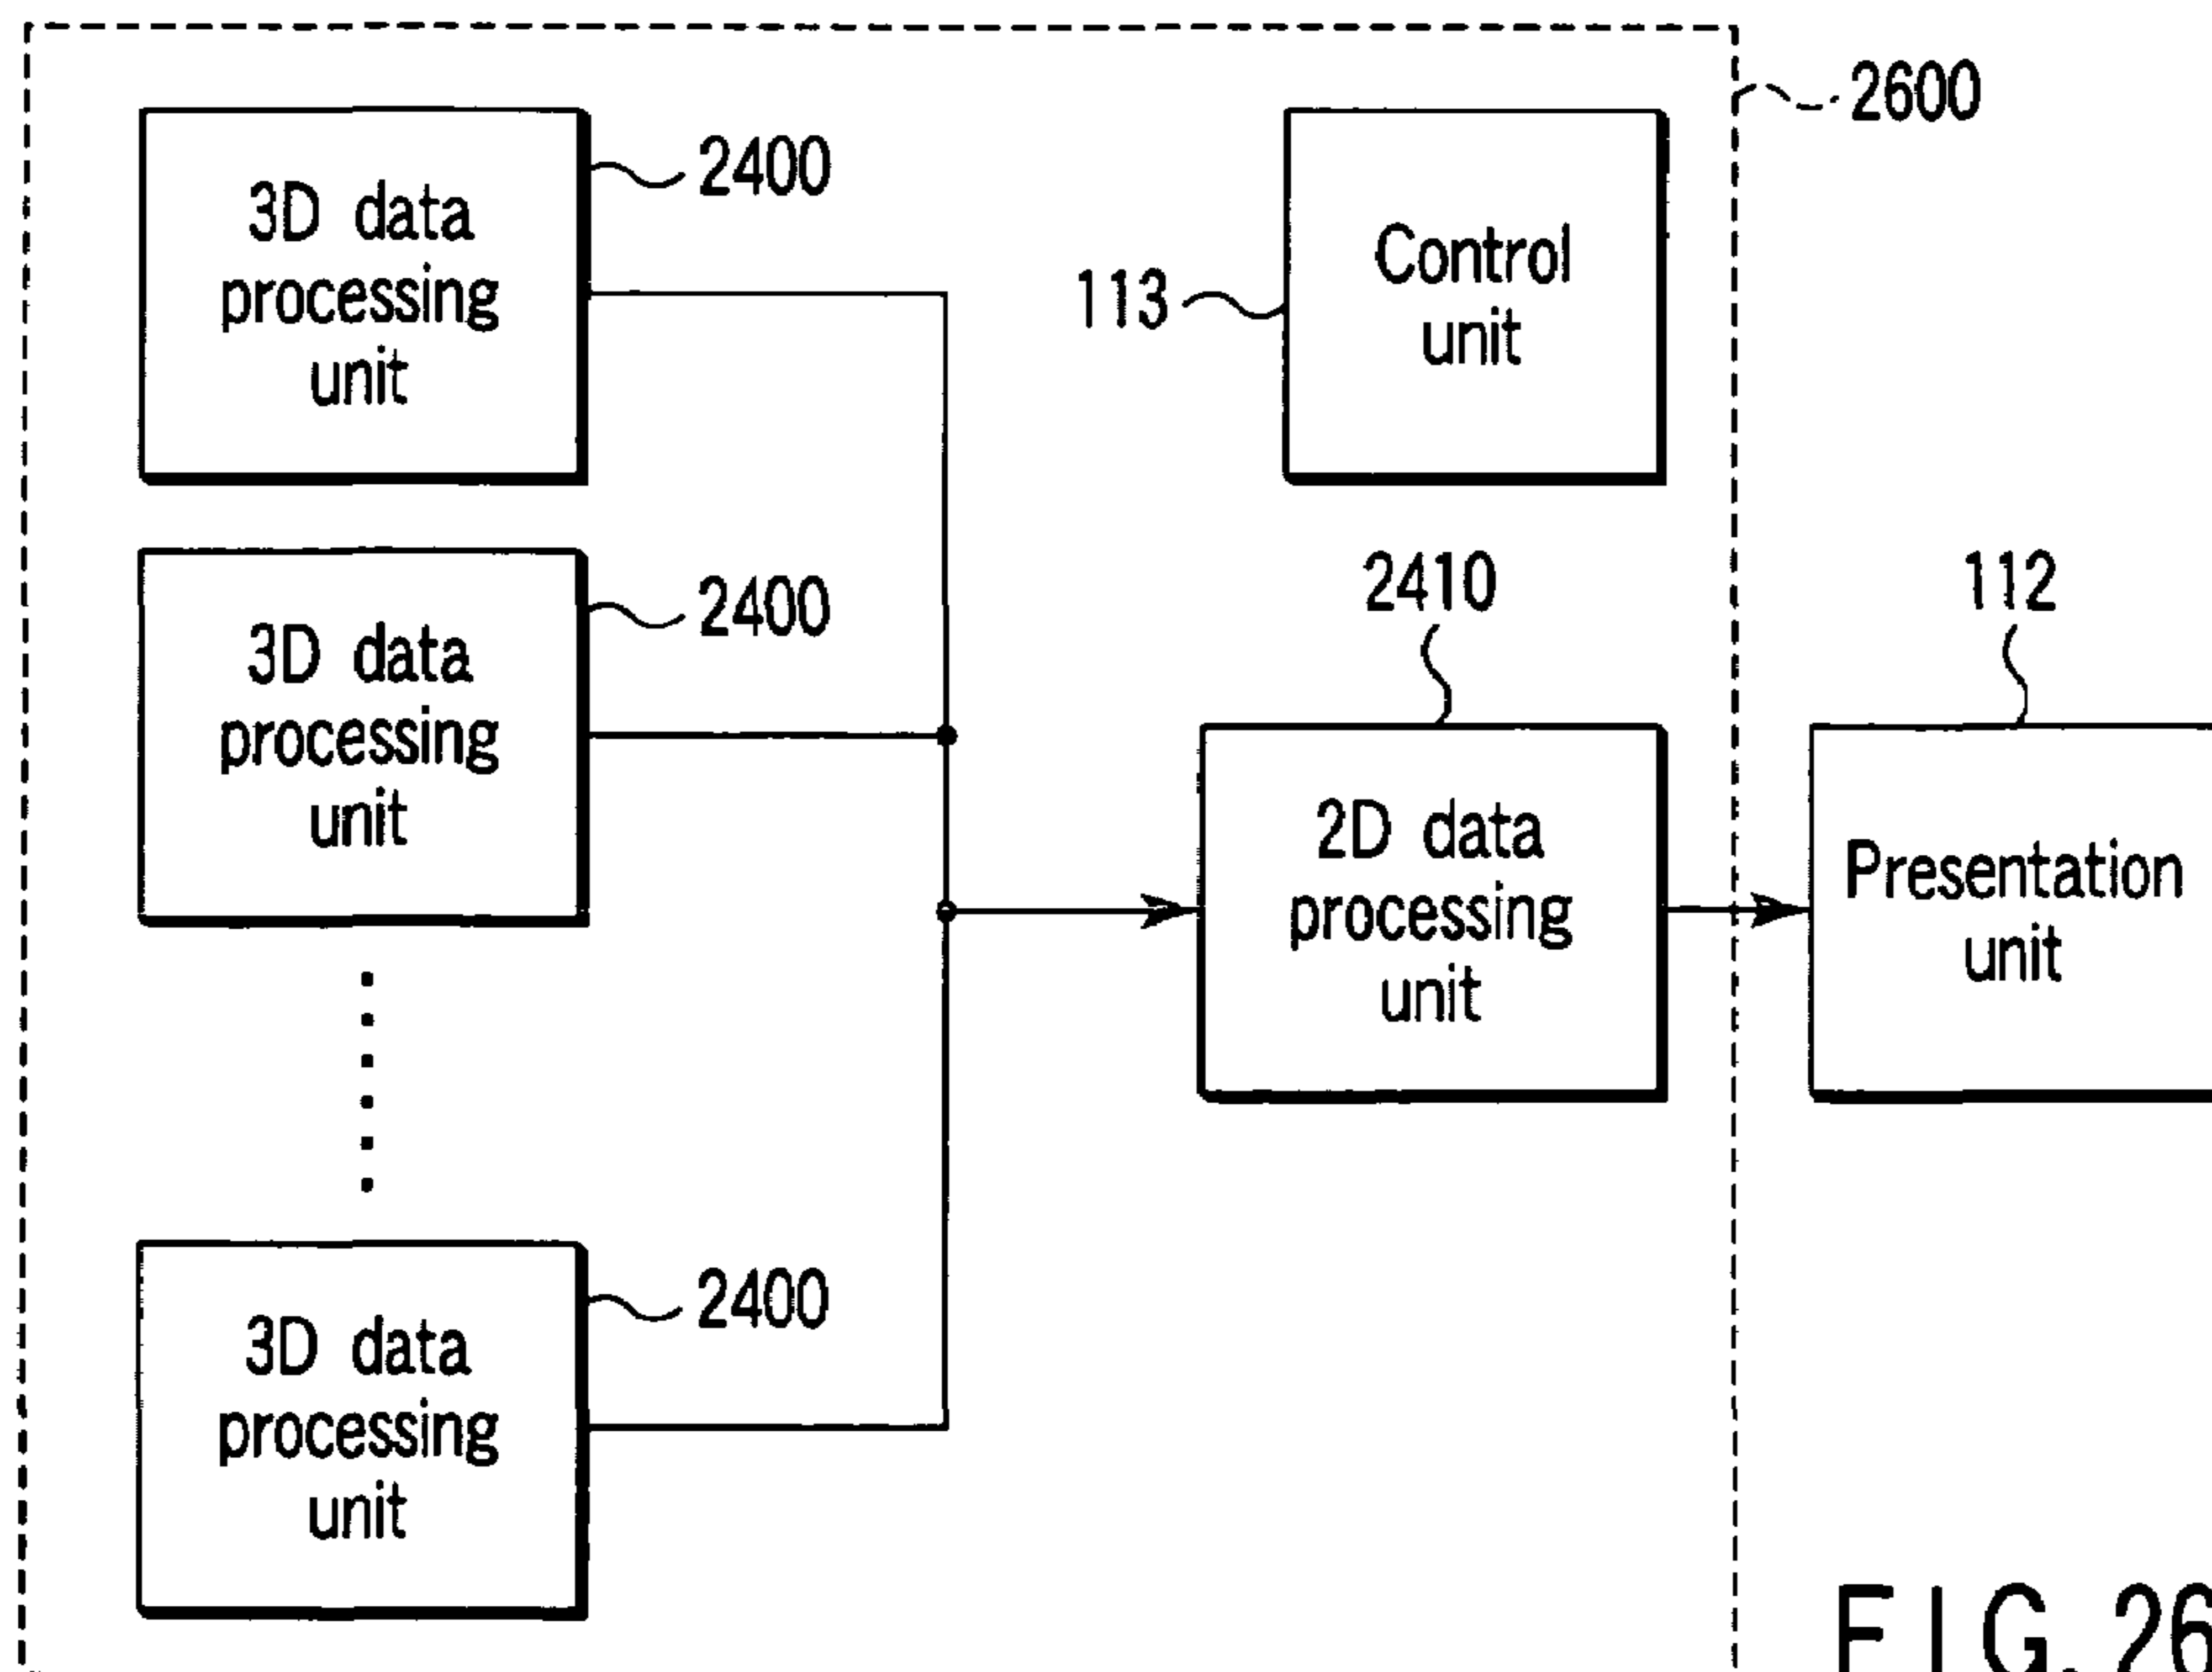 2600
3D data
processing
unit
2400
Control
unit
113
3D data
processing
unit
2400
2410
112
2D data
processing
unit
Presentation
unit
3D data
processing
unit
2400
FIG. 26